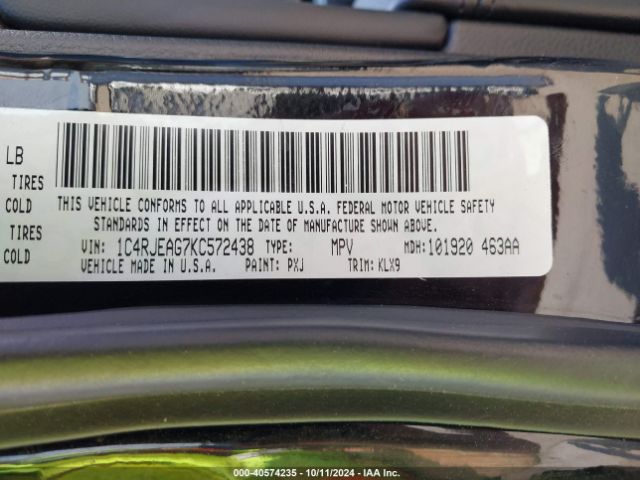 LB
TIRES
COLD
COLD
TIRES
THIS VEHICLE CONFORMS TO ALL APPLICABLE U.S.A. FEDERAL MOTOR VEHICLE SAFETY
STANDARDS IN EFFECT ON THE DATE OF MANUFACTURE SHOWN ABOVE.
VIN: 1C4RJEAG7KC572438 TYPE: MPV MDH: 101920 463AA
VEHICLE MADE IN U.S.A. PAINT: PXJ TRIM: KLX9
000-40574235 - 10/11/2024 - IAA Inc.